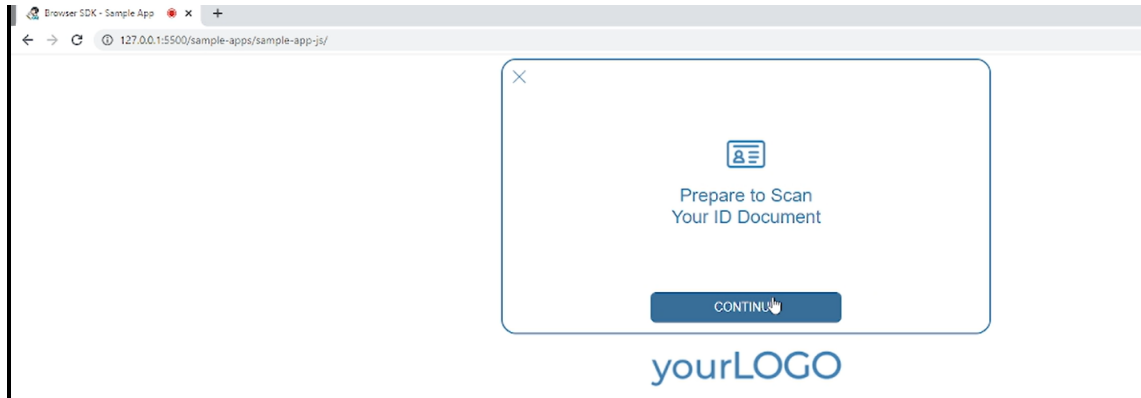 Browser SDK - Sample App
127.0.0.1:5500/sample-apps/sample-app-js/
Prepare to Scan
Your ID Document
CONTINU
yourLOGO